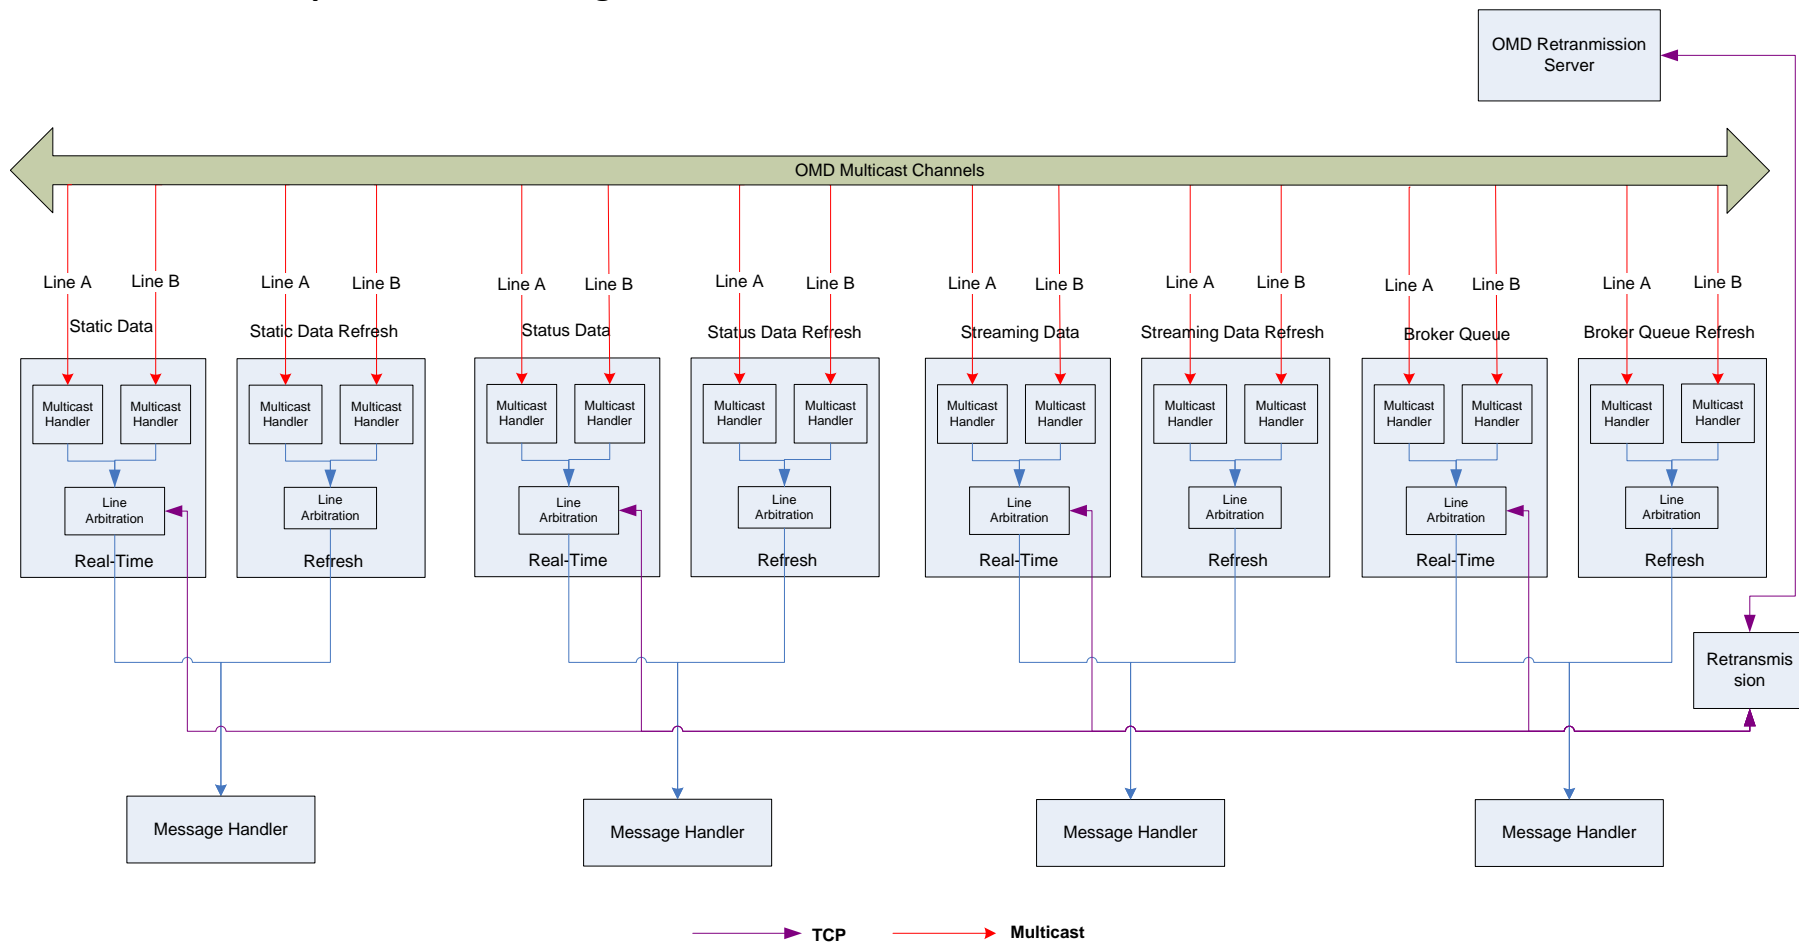 OMD Retranmission
Server
OMD Multicast Channels
Line A
Line B
Line A
Line B
Line A
Line B
Line A
Line B
Line A
Line B
Line A
Line B
Line A
Line B
Line A
Line B
Static Data
Static Data Refresh
Status Data
Status Data Refresh
Streaming Data
Streaming Data Refresh
Broker Queue
Broker Queue Refresh
Multicast
Handler
Multicast
Handler
Multicast
Handler
Multicast
Handler
Multicast
Handler
Multicast
Handler
Multicast
Handler
Multicast
Handler
Multicast
Handler
Multicast
Handler
Multicast
Handler
Multicast
Handler
Multicast
Handler
Multicast
Handler
Multicast
Handler
Multicast
Handler
Line
Arbitration
Line
Arbitration
Line
Arbitration
Line
Arbitration
Line
Arbitration
Line
Arbitration
Line
Arbitration
Line
Arbitration
Real-Time
Refresh
Real-Time
Refresh
Real-Time
Refresh
Real-Time
Refresh
Retransmis
sion
Message Handler
Message Handler
Message Handler
Message Handler
TCP
Multicast